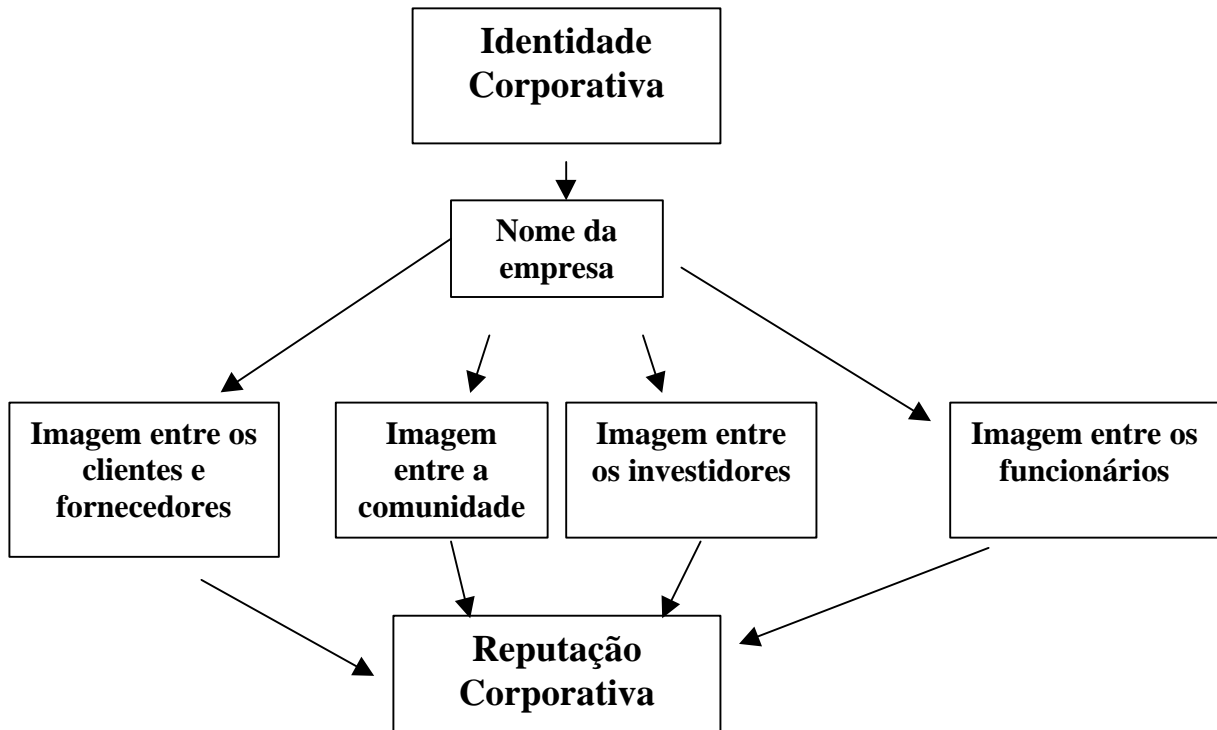 Identidade
Corporativa
Nome da
empresa
Imagem entre os
clientes e
fornecedores
Imagem
entre a
comunidade
Imagem entre
os investidores
Imagem entre os
funcionários
Reputação
Corporativa